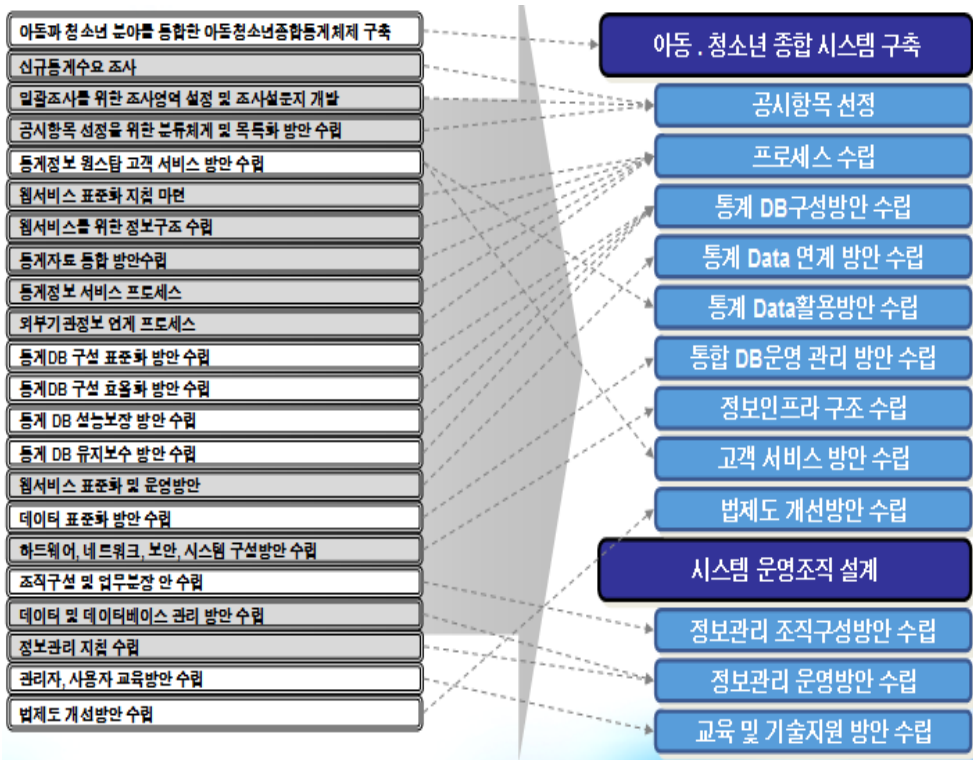 아동과 청소년 분야를 통합한 아동청소년종합통계체제 구축
신규통계수요 조사
일괄조사를 위한 조사영역 설정 및 조사설문지 개발
공시항목 선정을 위한 분류체계 및 목록화 방안 수립
통계정보 원스탑 고객 서비스 방안 수립
웹서비스 표준화 지침 마련
웹서비스를 위한 정보구조 수립
통계자료 통합 방안수립
통계정보 서비스 프로세스
외부기관정보 연계 프로세스
통계DB 구성 표준화 방안 수립
통계DB 구성 효율화 방안 수립
통계 DB 성능보장 방안 수립
통계 DB 유지보수 방안 수립
웹서비스 표준화 및 운영방안
데이터 표준화 방안 수립
하드웨어, 네트워크, 보안, 시스템 구성방안 수립
조직구성 및 업무분장 안 수립
데이터 및 데이터베이스 관리 방안 수립
정보관리 지침 수립
관리자, 사용자 교육방안 수립
법제도 개선방안 수립
아동 . 청소년 종합 시스템 구축
공시항목 선정
프로세스 수립
통계 DB구성방안 수립
통계 Data 연계 방안 수립
통계 Data활용방안 수립
통합 DB운영 관리 방안 수립
정보인프라 구조 수립
고객 서비스 방안 수립
법제도 개선방안 수립
시스템 운영조직 설계
정보관리 조직구성방안 수립
정보관리 운영방안 수립
교육 및 기술지원 방안 수립